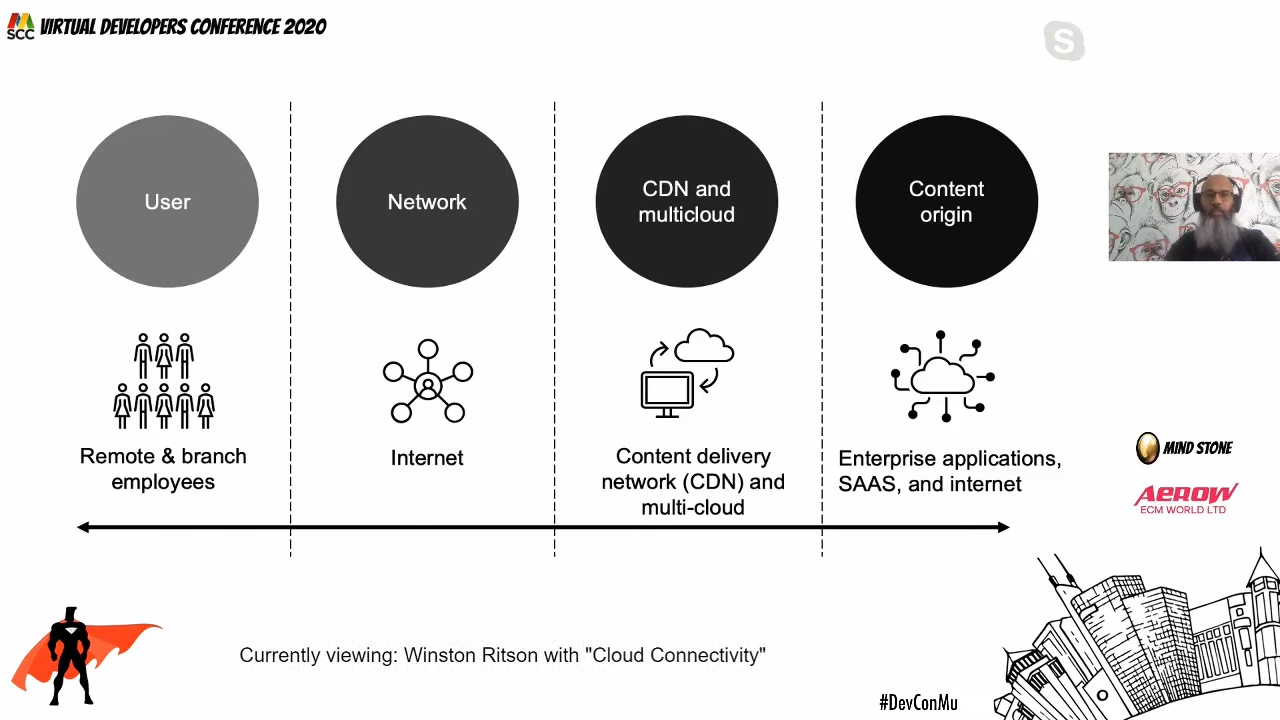 SCC VIRTUAL DEVELOPERS CONFERENCE 2020
S
User
Network
CDN and
multicloud
Content
origin
Remote & branch
employees
Internet
Content delivery
network (CDN) and
multi-cloud
Enterprise applications,
SAAS, and internet
MIND STONE
AEROW
ECM WORLD LTD
Currently viewing: Winston Ritson with "Cloud Connectivity"
#DevConMu